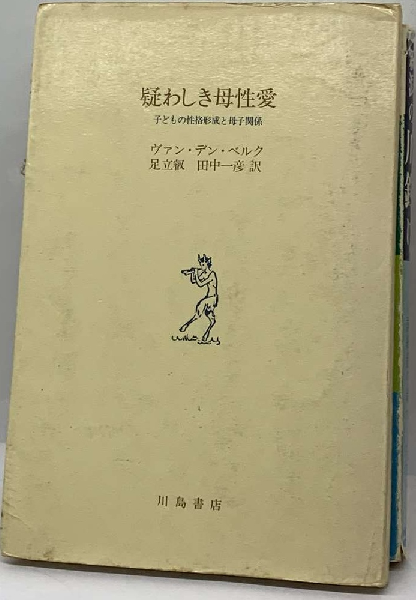 疑わしき母性愛
子どもの性格形成と母子関係
ヴァン・デン・ベルク
足立叡 田中一彦 訳
川島書店